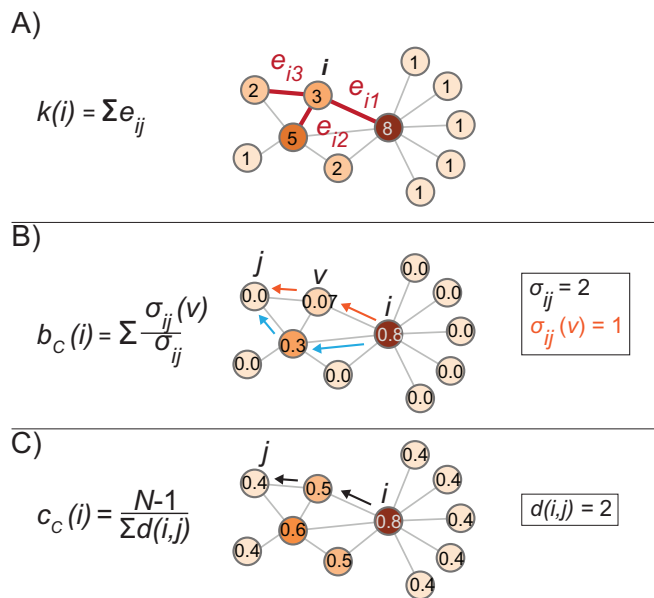 A)
k(i) = Σe_ij
i
e_i3
e_i1
e_i2
2
3
5
8
1
2
1
1
1
1
1
B)
b_C(i) = Σ σ_ij(v) / σ_ij
j
v
i
0.0
0.07
0.3
0.8
0.0
0.0
0.0
0.0
0.0
0.0
0.0
σ_ij = 2
σ_ij(v) = 1
C)
c_C(i) = N-1 / Σd(i,j)
j
i
0.4
0.5
0.6
0.8
0.4
0.5
0.4
0.4
0.4
0.4
0.4
d(i,j) = 2